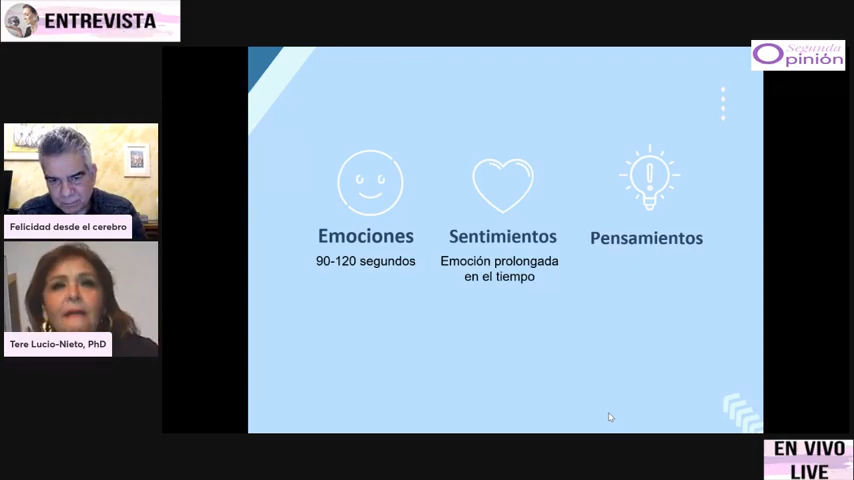 ENTREVISTA
Segunda
Opinión
Felicidad desde el cerebro
Tere Lucio-Nieto, PhD
Emociones
90-120 segundos
Sentimientos
Emoción prolongada
en el tiempo
Pensamientos
EN VIVO
LIVE